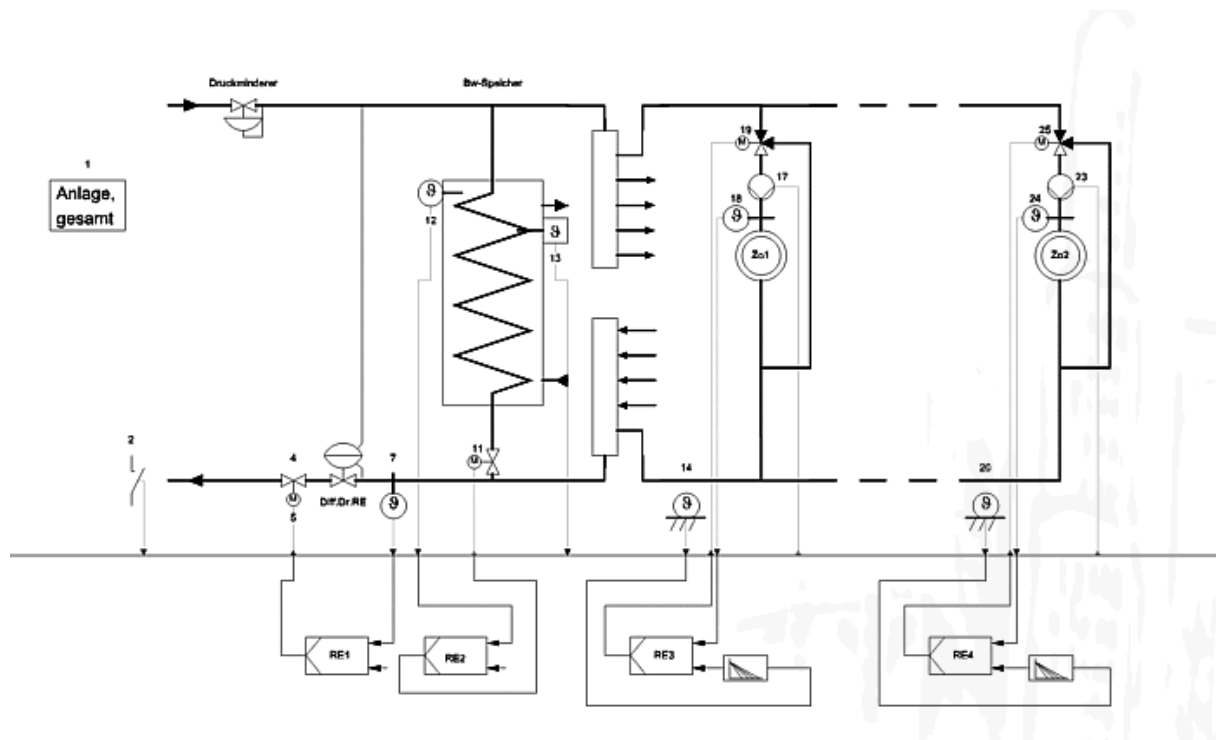 Druckminderer
Bw-Speicher
1
Anlage,
gesamt
19
M
25
M
17
23
ϑ
12
ϑ
13
18
ϑ
24
ϑ
Zo1
Zo2
2
4
7
11
M
14
20
M
5
Diff.Dr.RE
ϑ
ϑ
ϑ
RE1
RE2
RE3
RE4